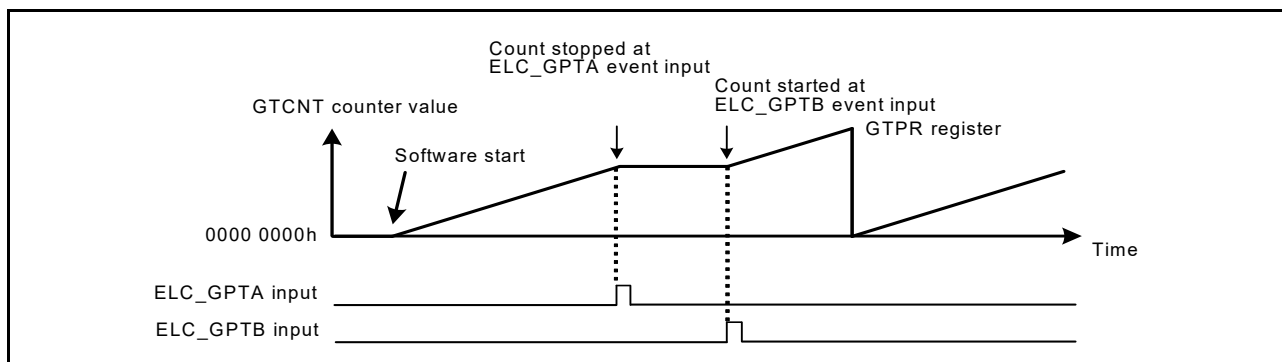 Count stopped at
ELC_GPTA event input
Count started at
ELC_GPTB event input
GTCNT counter value
GTPR register
Software start
0000 0000h
Time
ELC_GPTA input
ELC_GPTB input